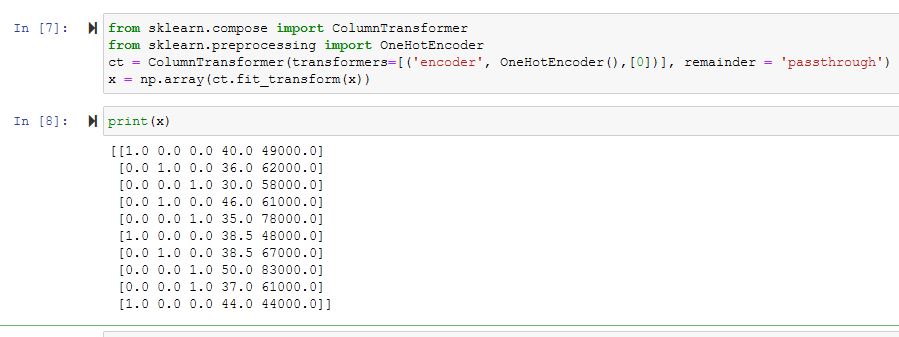 In [7]: from sklearn.compose import ColumnTransformer
from sklearn.preprocessing import OneHotEncoder
ct = ColumnTransformer(transformers=[('encoder', OneHotEncoder(),[0])], remainder = 'passthrough')
x = np.array(ct.fit_transform(x))
In [8]: print(x)
[[1.0 0.0 0.0 40.0 49000.0]
[0.0 1.0 0.0 36.0 62000.0]
[0.0 0.0 1.0 30.0 58000.0]
[0.0 1.0 0.0 46.0 61000.0]
[0.0 0.0 1.0 35.0 78000.0]
[1.0 0.0 0.0 38.5 48000.0]
[0.0 1.0 0.0 38.5 67000.0]
[0.0 0.0 1.0 50.0 83000.0]
[0.0 0.0 1.0 37.0 61000.0]
[1.0 0.0 0.0 44.0 44000.0]]